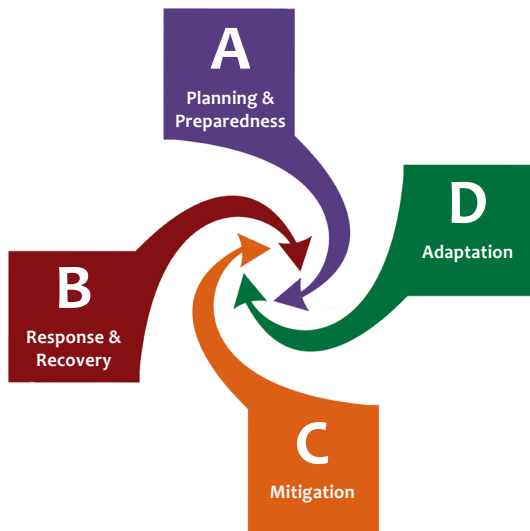 A
Planning &
Preparedness
D
Adaptation
B
Response &
Recovery
C
Mitigation